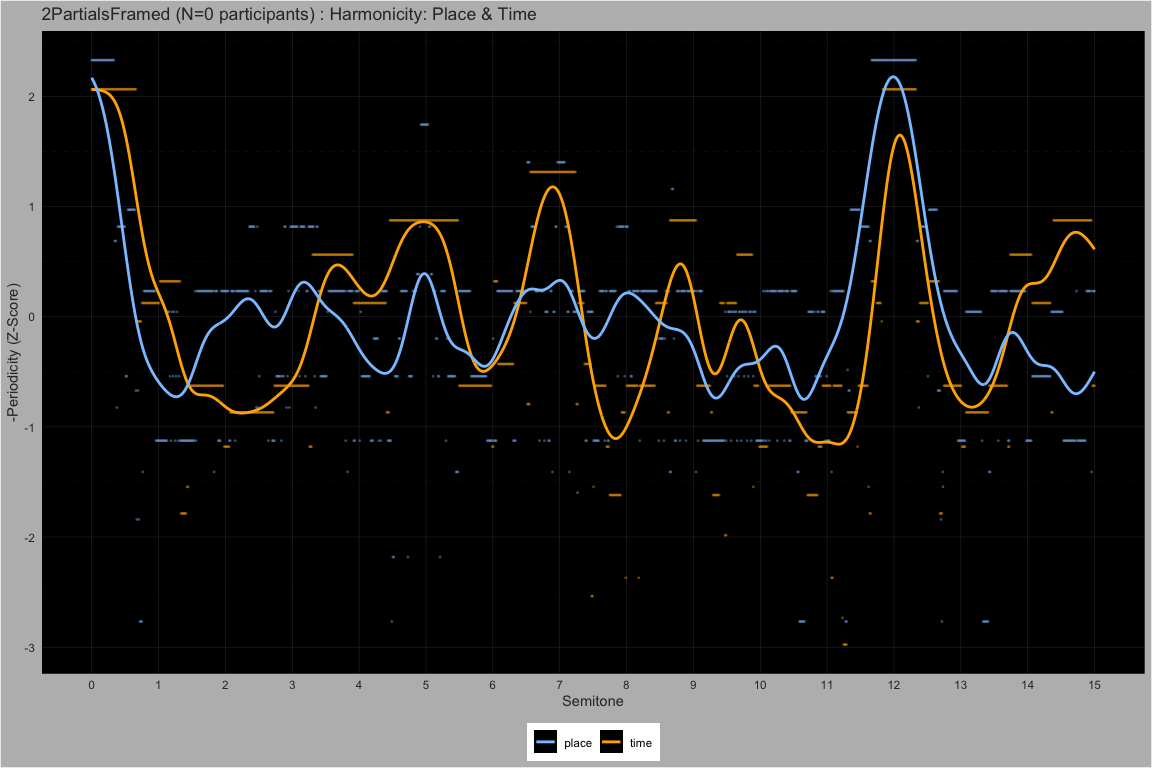 2PartialsFramed (N=0 participants) : Harmonicity: Place & Time
-Periodicity (Z-Score)
2
1
0
-1
-2
-3
0 1 2 3 4 5 6 7 8 9 10 11 12 13 14 15
Semitone
place time